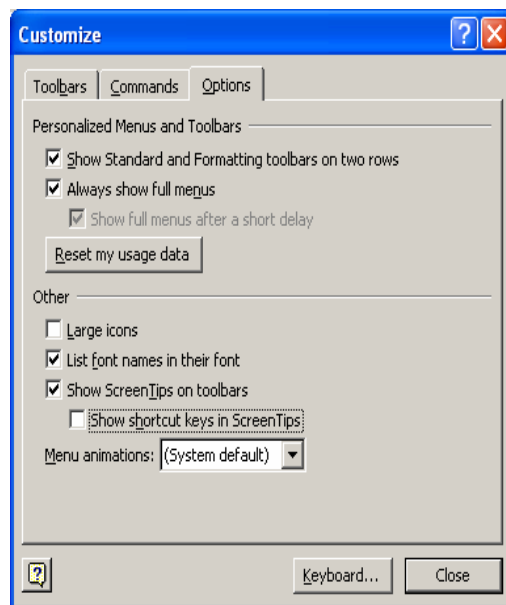 Customize
Toolbars Commands Options
Personalized Menus and Toolbars
Show Standard and Formatting toolbars on two rows
Always show full menus
Show full menus after a short delay
Reset my usage data
Other
Large icons
List font names in their font
Show ScreenTips on toolbars
Show shortcut keys in ScreenTips
Menu animations: (System default)
Keyboard... Close